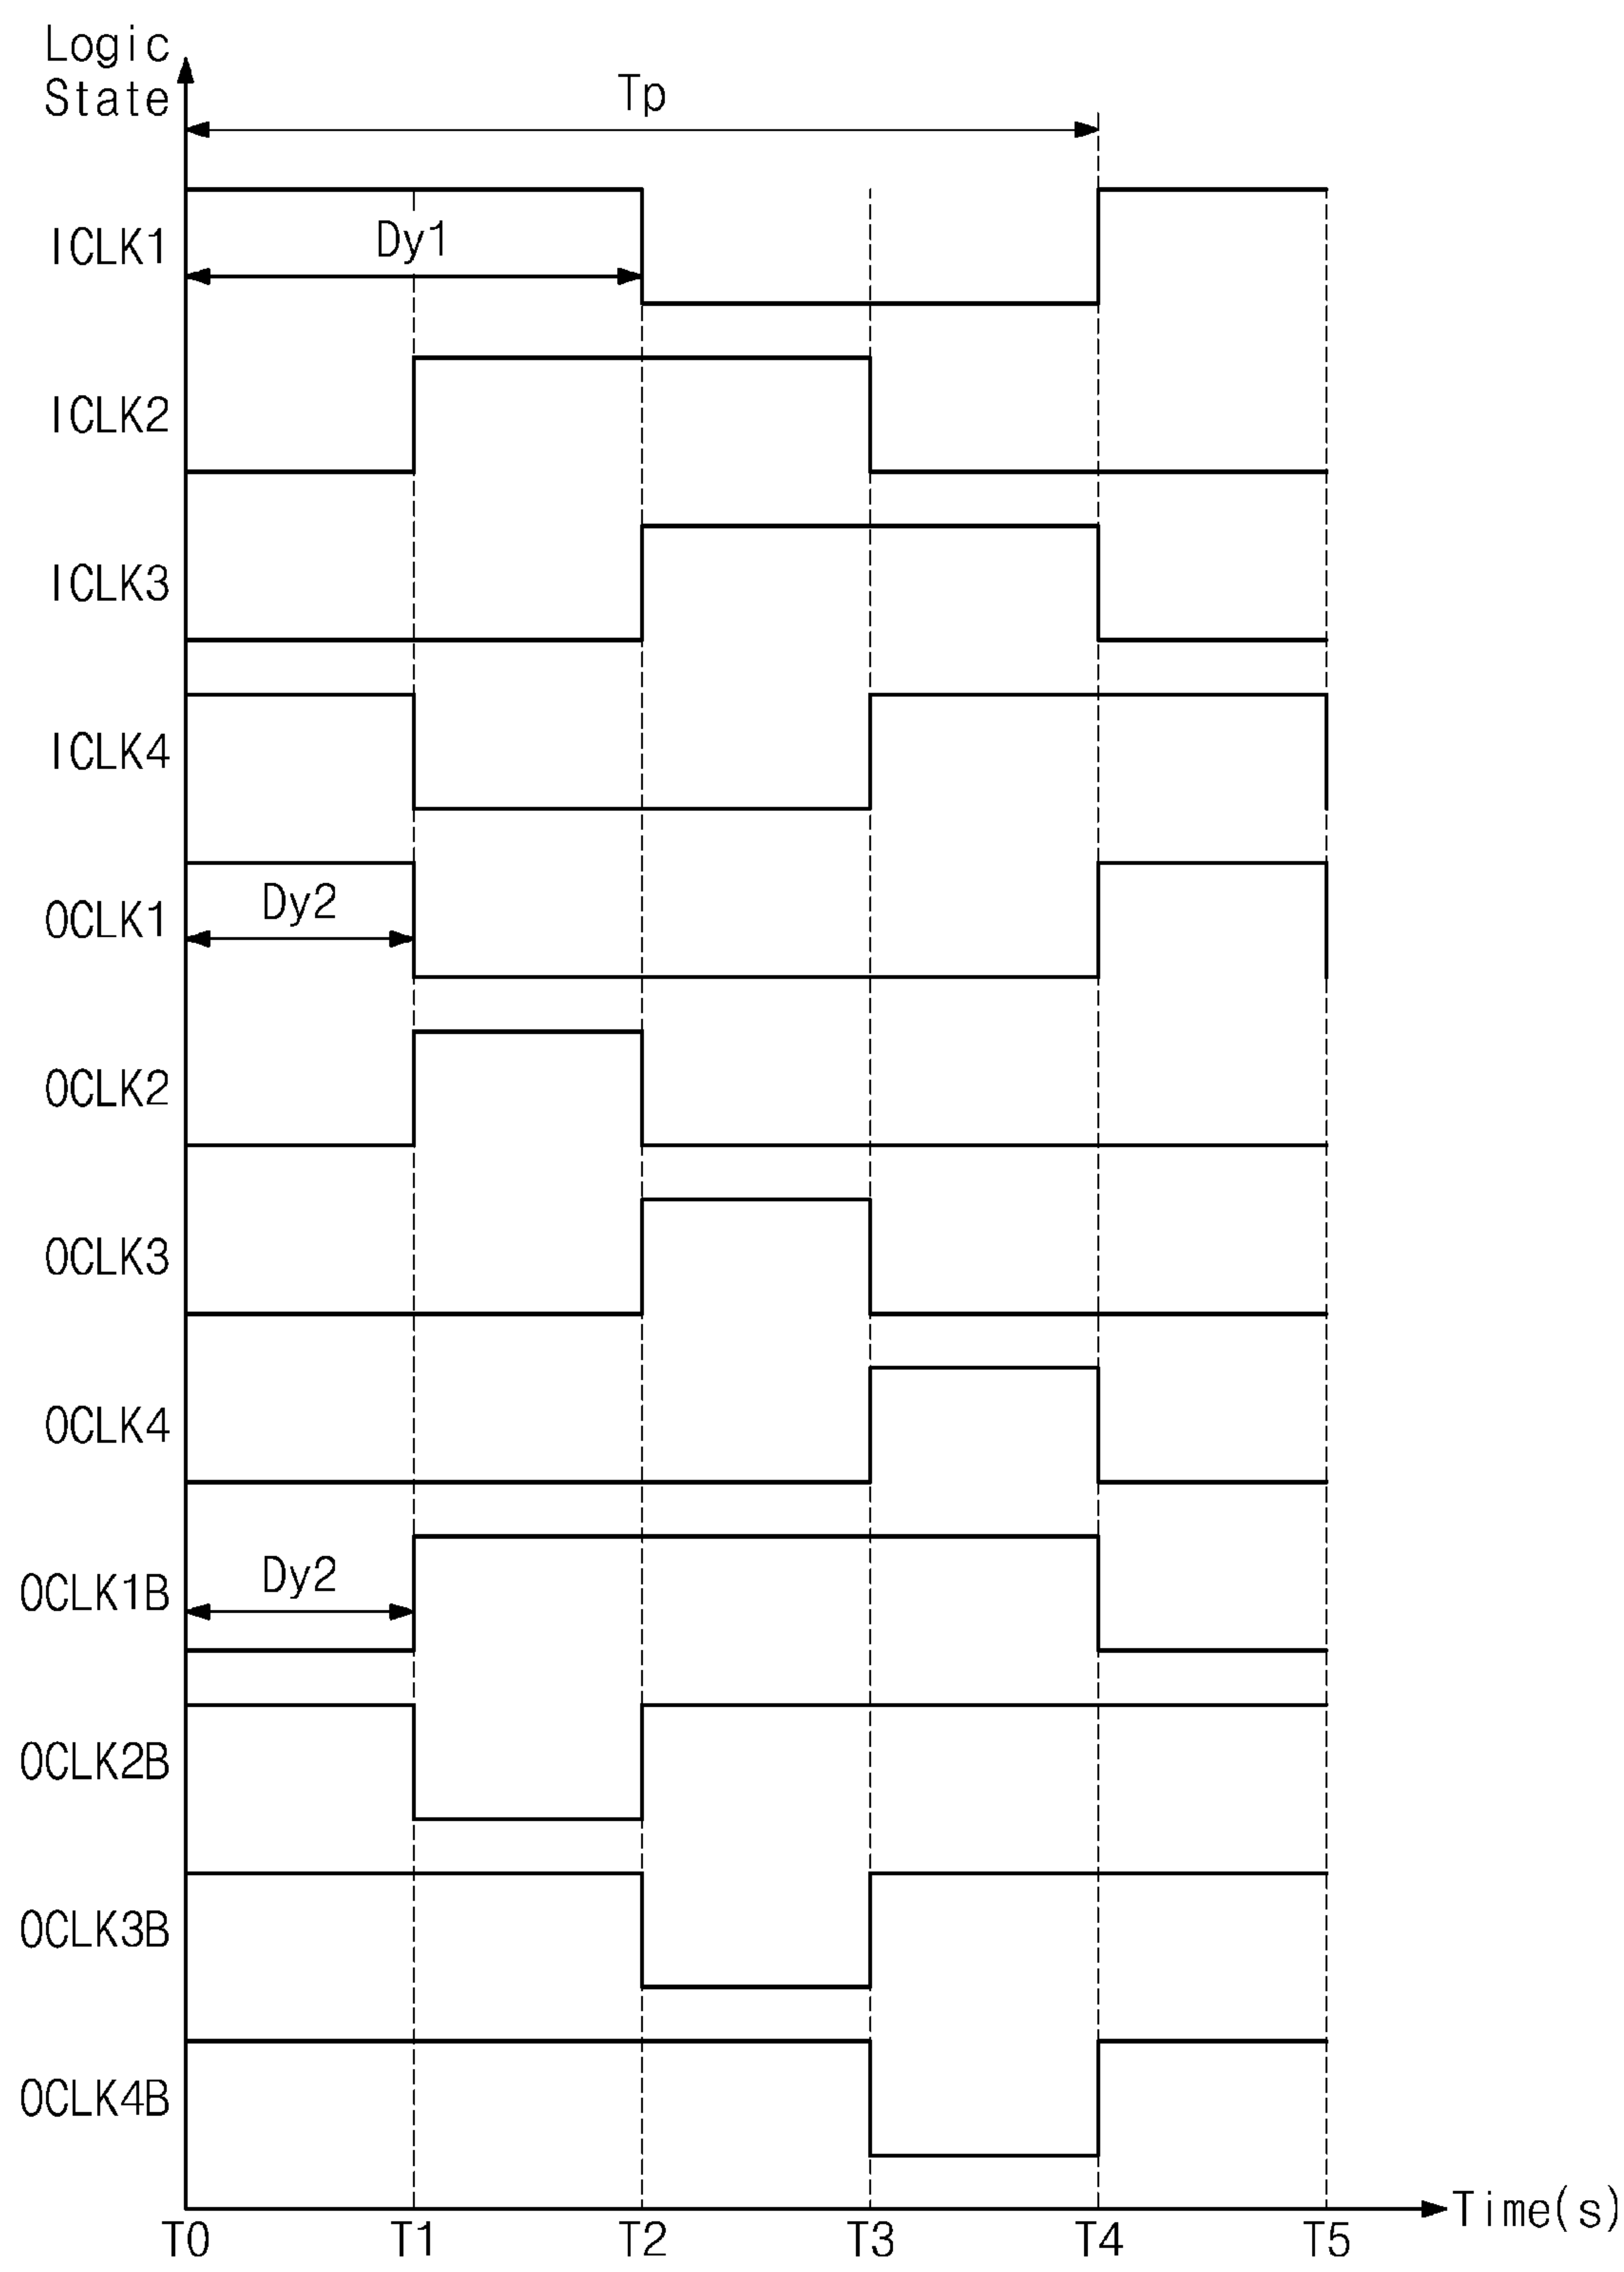 Logic
State
Tp
ICLK1
Dy1
ICLK2
ICLK3
ICLK4
OCLK1
Dy2
OCLK2
OCLK3
OCLK4
OCLK1B
Dy2
OCLK2B
OCLK3B
OCLK4B
Time(s)
T0 T1 T2 T3 T4 T5